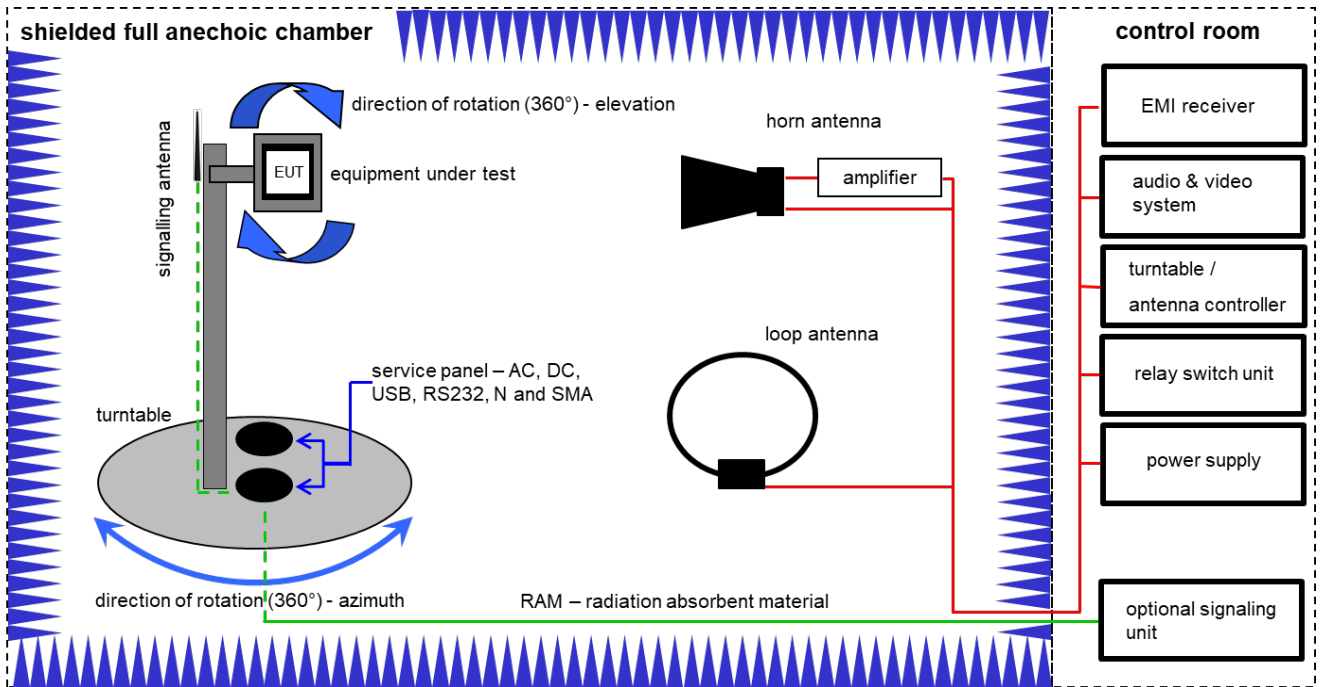 shielded full anechoic chamber
control room
direction of rotation (360°) - elevation
signalling antenna
EUT
equipment under test
horn antenna
amplifier
EMI receiver
audio & video
system
turntable /
antenna controller
loop antenna
relay switch unit
service panel – AC, DC,
USB, RS232, N and SMA
turntable
power supply
direction of rotation (360°) - azimuth
RAM – radiation absorbent material
optional signaling
unit